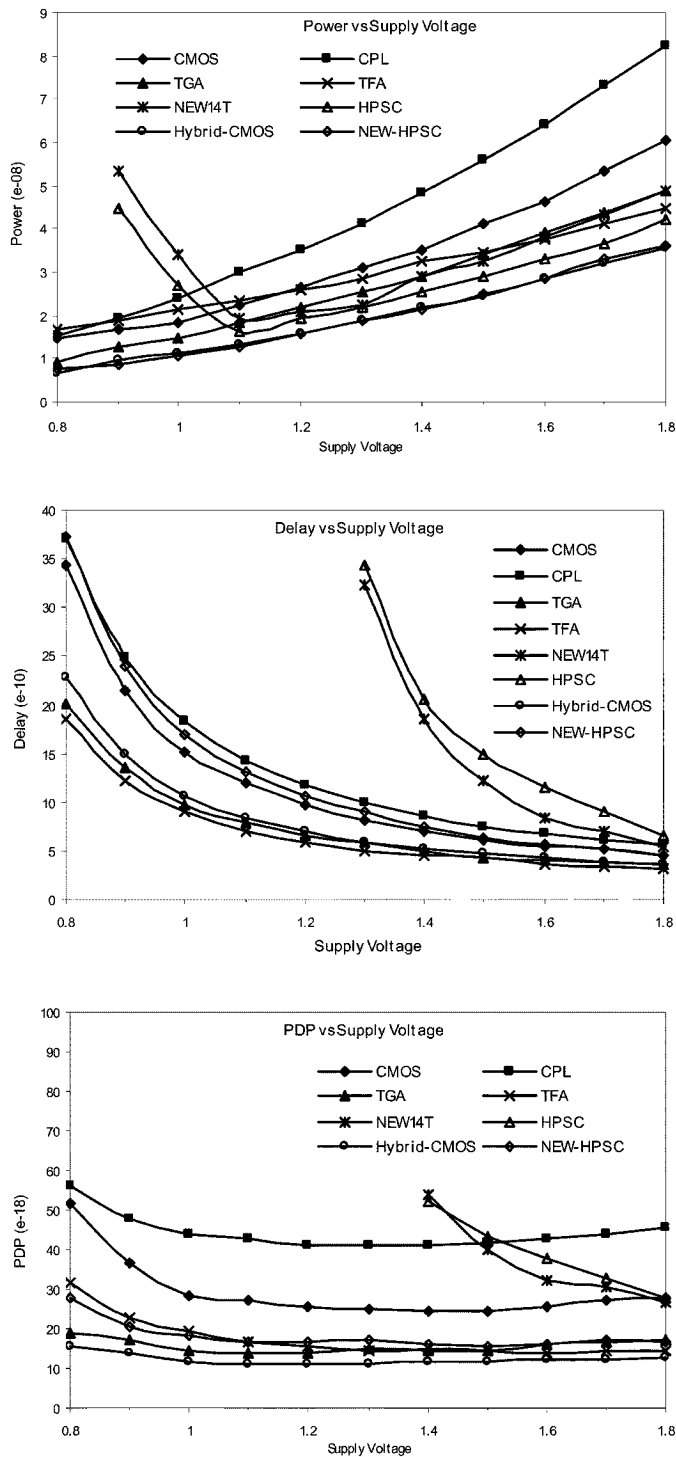 Power vsSupply Voltage
CMOS CPL
TGA TFA
NEW14T HPSC
Hybrid-CMOS NEW-HPSC
Power (e-08)
9
8
7
6
5
4
3
2
1
0
0.8 1 1.2 1.4 1.6 1.8
Supply Voltage
Delay vsSupply Voltage
CMOS
CPL
TGA
TFA
NEW14T
HPSC
Hybrid-CMOS
NEW-HPSC
Delay (e-10)
40
35
30
25
20
15
10
5
0
0.8 1 1.2 1.4 1.6 1.8
Supply Voltage
PDP vsSupply Voltage
CMOS CPL
TGA TFA
NEW14T HPSC
Hybrid-CMOS NEW-HPSC
PDP (e-18)
100
90
80
70
60
50
40
30
20
10
0
0.8 1 1.2 1.4 1.6 1.8
Supply Voltage